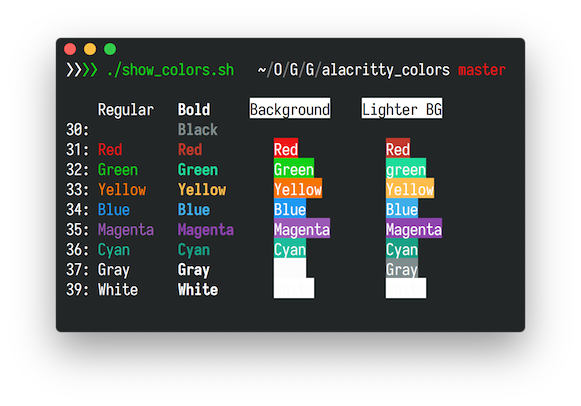 ❯❯❯❯ ./show_colors.sh ~/O/G/G/alacritty_colors master
Regular Bold Background Lighter BG
30: Black
31: Red Red Red Red
32: Green Green Green green
33: Yellow Yellow Yellow Yellow
34: Blue Blue Blue Blue
35: Magenta Magenta Magenta Magenta
36: Cyan Cyan Cyan Cyan
37: Gray Gray Gray
39: White White